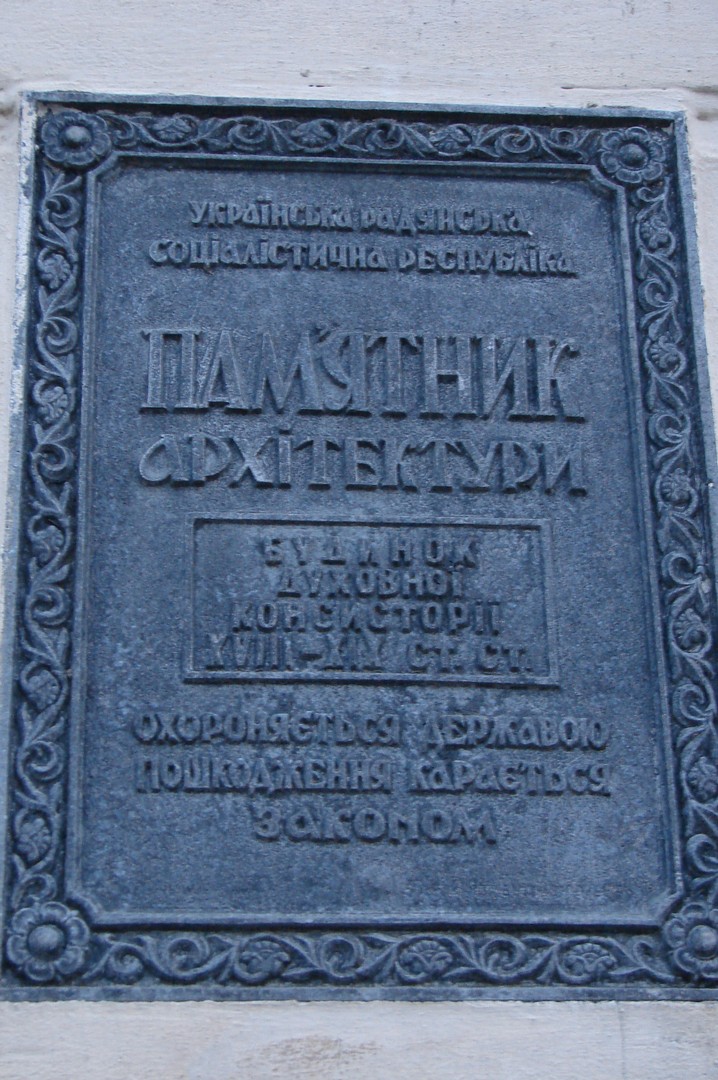 Українська Радянська
Соціалістична Республіка
ПАМ'ЯТНИК
архітектури
БУДИНОК
ДУХОВНОЇ
КОНСИСТОРІЇ
XVIII–XIX СТ. СТ.
Охороняється державою
пошкодження карається
законом